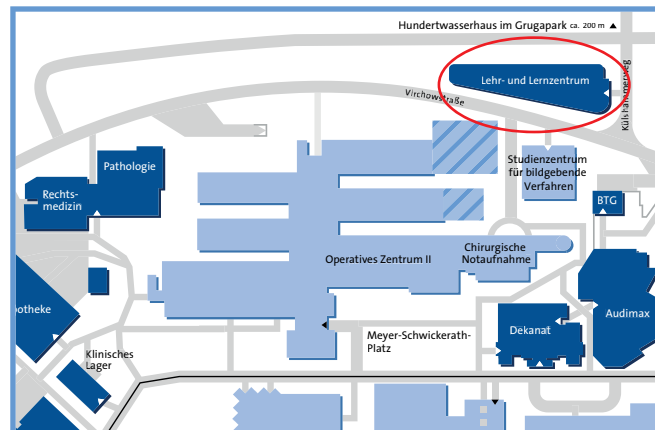 Hundertwasserhaus im Grugapark ca. 200 m
Lehr- und Lernzentrum
Virchowstraße
Külshammerweg
Pathologie
Rechts-
medizin
Studienzentrum
für bildgebende
Verfahren
BTG
Operatives Zentrum II
Chirurgische
Notaufnahme
Audimax
Dekanat
Meyer-Schwickerath-
Platz
otheke
Klinisches
Lager